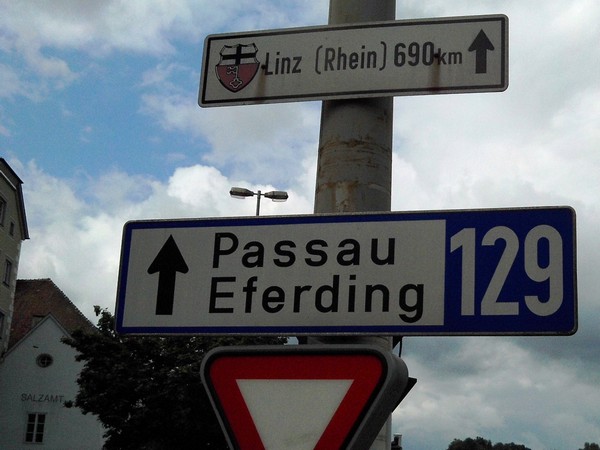 Linz (Rhein) 690km
Passau 129
Eferding
SALZAMT